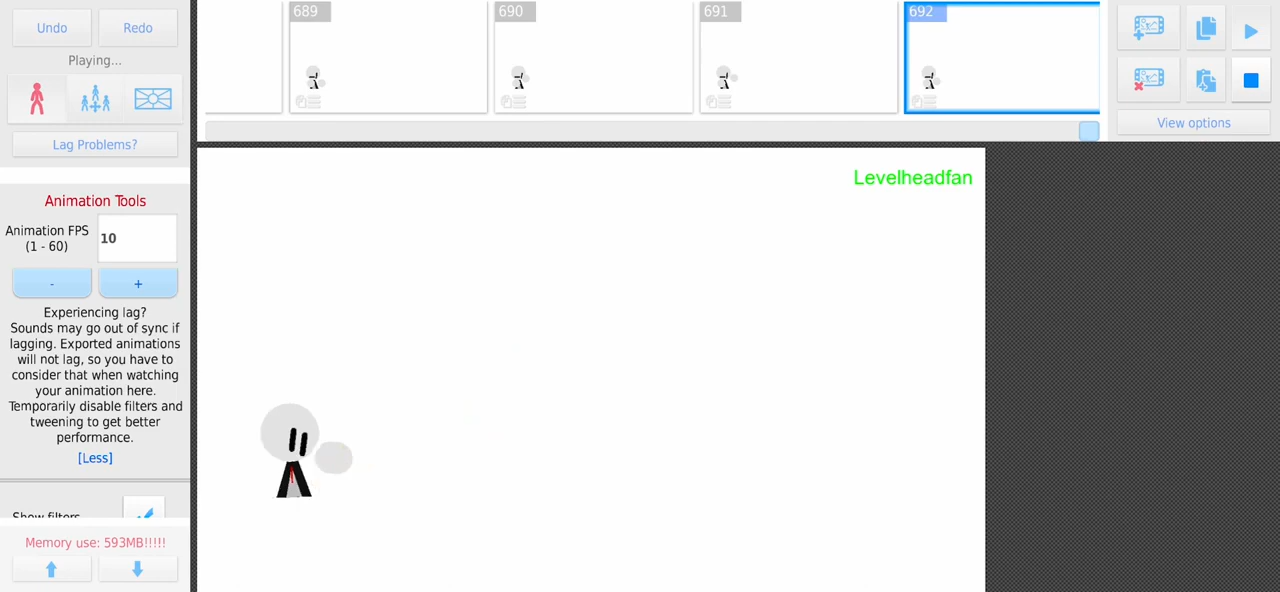 Undo Redo
Playing...
Lag Problems?
Animation Tools
Animation FPS
(1 - 60)
10
- +
Experiencing lag?
Sounds may go out of sync if
lagging. Exported animations
will not lag, so you have to
consider that when watching
your animation here.
Temporarily disable filters and
tweening to get better
performance.
[Less]
Show filters
Memory use: 593MB!!!!!
689 690 691 692
View options
Levelheadfan